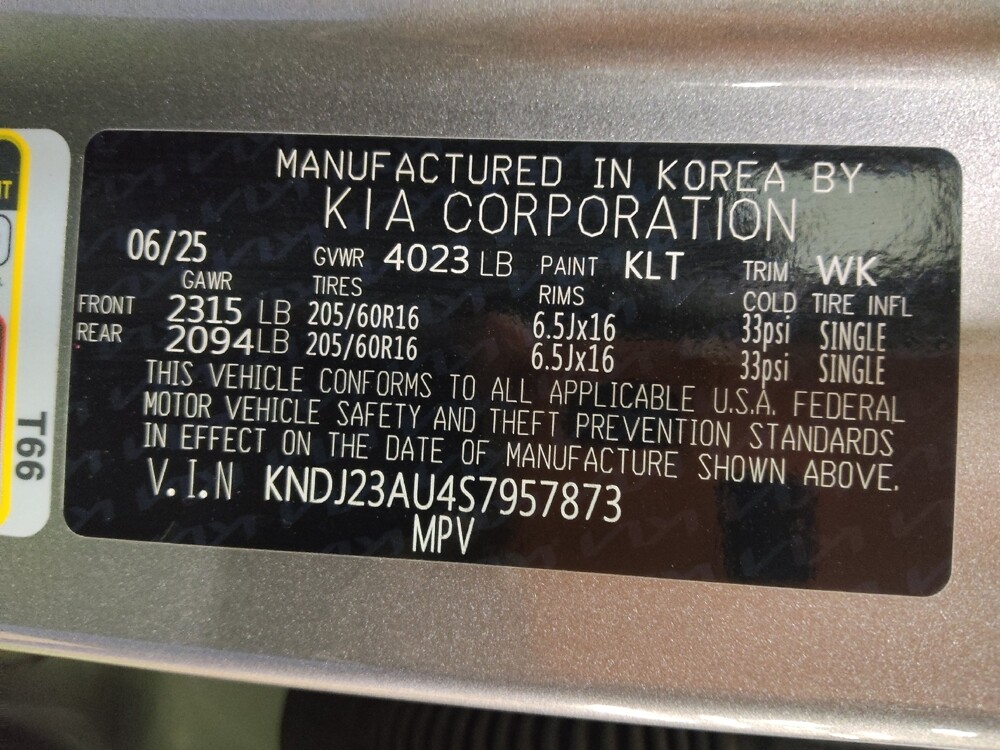 MANUFACTURED IN KOREA BY
KIA CORPORATION
06/25 GVWR 4023 LB PAINT KLT TRIM WK
GAWR TIRES RIMS COLD TIRE INFL
FRONT 2315 LB 205/60R16 6.5Jx16 33psi SINGLE
REAR 2094LB 205/60R16 6.5Jx16 33psi SINGLE
THIS VEHICLE CONFORMS TO ALL APPLICABLE U.S.A. FEDERAL
MOTOR VEHICLE SAFETY AND THEFT PREVENTION STANDARDS
IN EFFECT ON THE DATE OF MANUFACTURE SHOWN ABOVE.
V.I.N KNDJ23AU4S7957873
MPV
T66